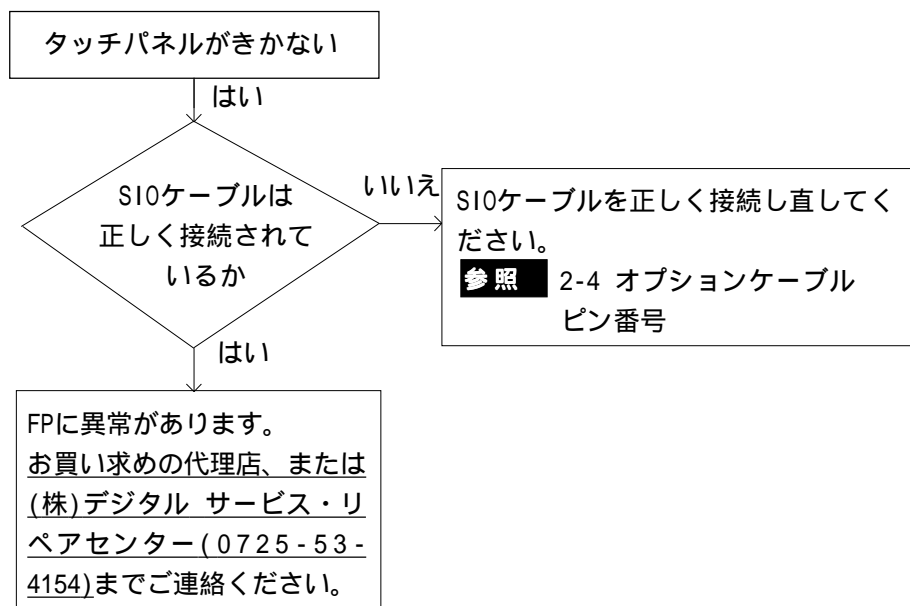 タッチパネルがきかない
はい
SIOケーブルは
正しく接続されて
いるか
いいえ
SIOケーブルを正しく接続し直してく
ださい。
参照 2-4 オプションケーブル
ピン番号
はい
FPに異常があります。
お買い求めの代理店、または
(株)デジタル サービス・リ
ペアセンター(0725-53-
4154)までご連絡ください。